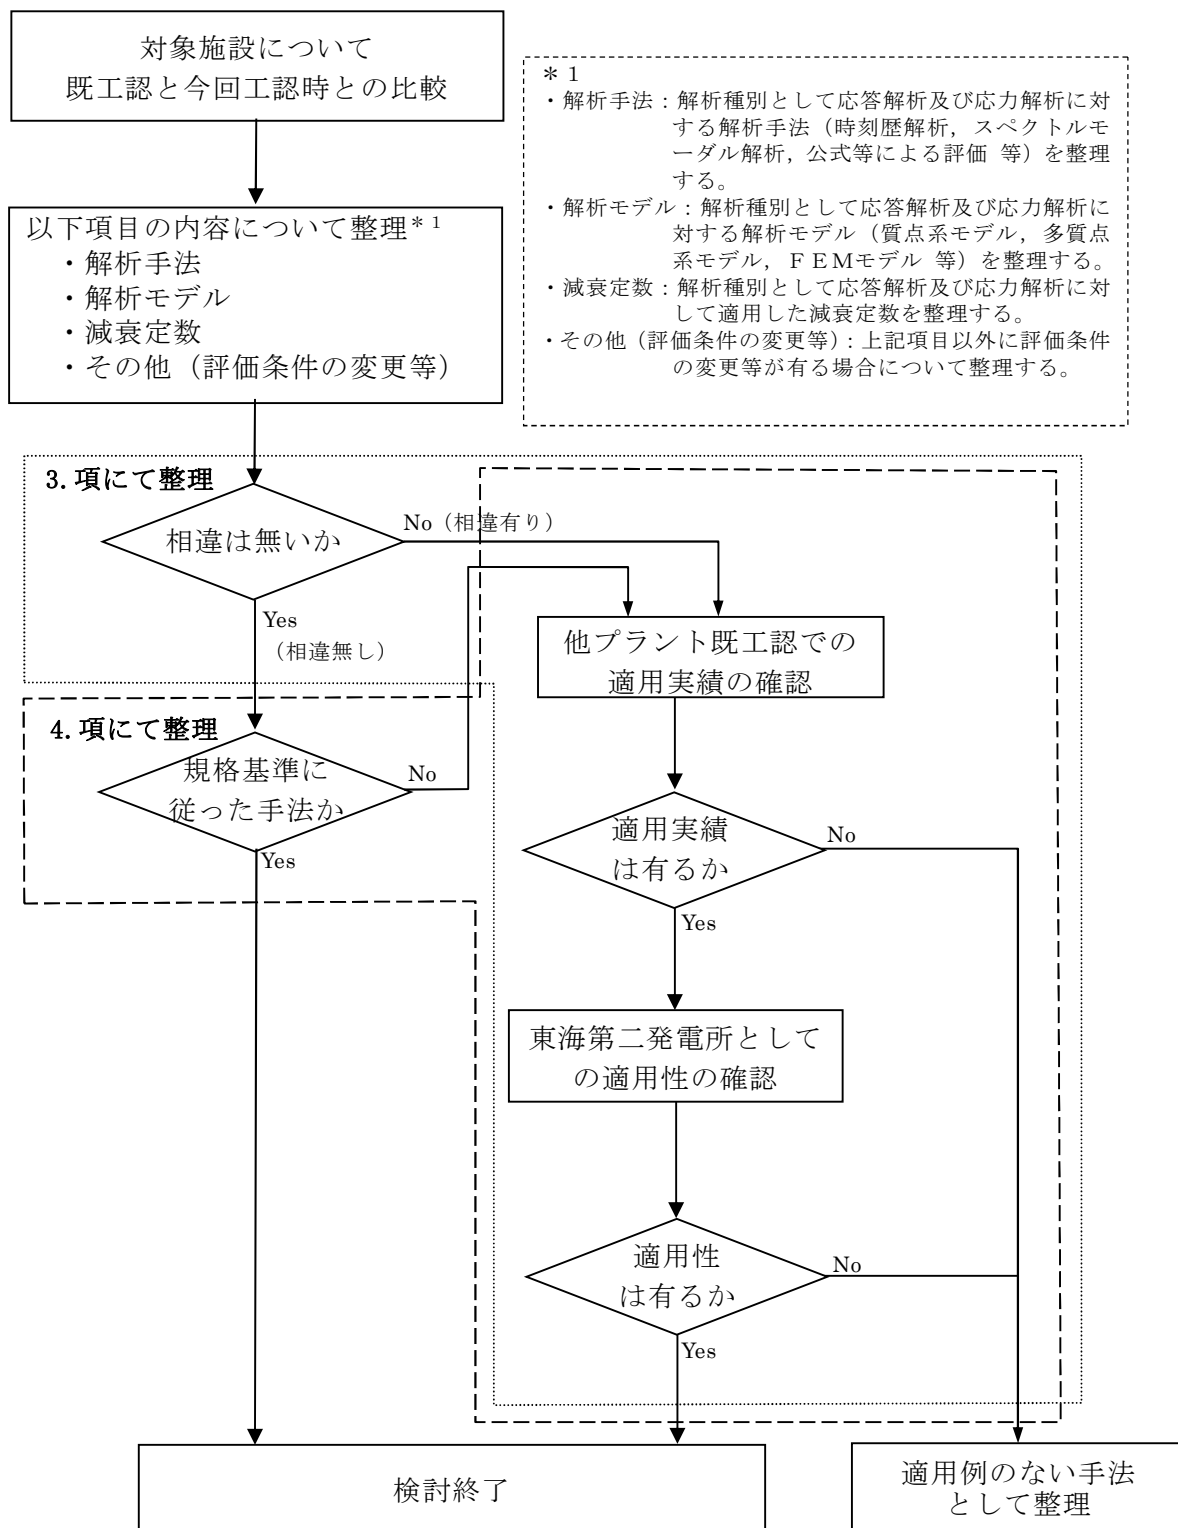 対象施設について
既工認と今回工認時との比較
＊1
・解析手法：解析種別として応答解析及び応力解析に対
する解析手法（時刻歴解析，スペクトルモ
ーダル解析，公式等による評価 等）を整理
する。
・解析モデル：解析種別として応答解析及び応力解析に
対する解析モデル（質点系モデル，多質点
系モデル，ＦＥＭモデル 等）を整理する。
・減衰定数：解析種別として応答解析及び応力解析に対
して適用した減衰定数を整理する。
・その他（評価条件の変更等）：上記項目以外に評価条件
の変更等が有る場合について整理する。
以下項目の内容について整理＊1
・解析手法
・解析モデル
・減衰定数
・その他（評価条件の変更等）
3.項にて整理
相違は無いか
No（相違有り）
Yes
（相違無し）
他プラント既工認での
適用実績の確認
4.項にて整理
規格基準に
従った手法か
No
Yes
適用実績
は有るか
No
Yes
東海第二発電所として
の適用性の確認
適用性
は有るか
No
Yes
検討終了
適用例のない手法
として整理